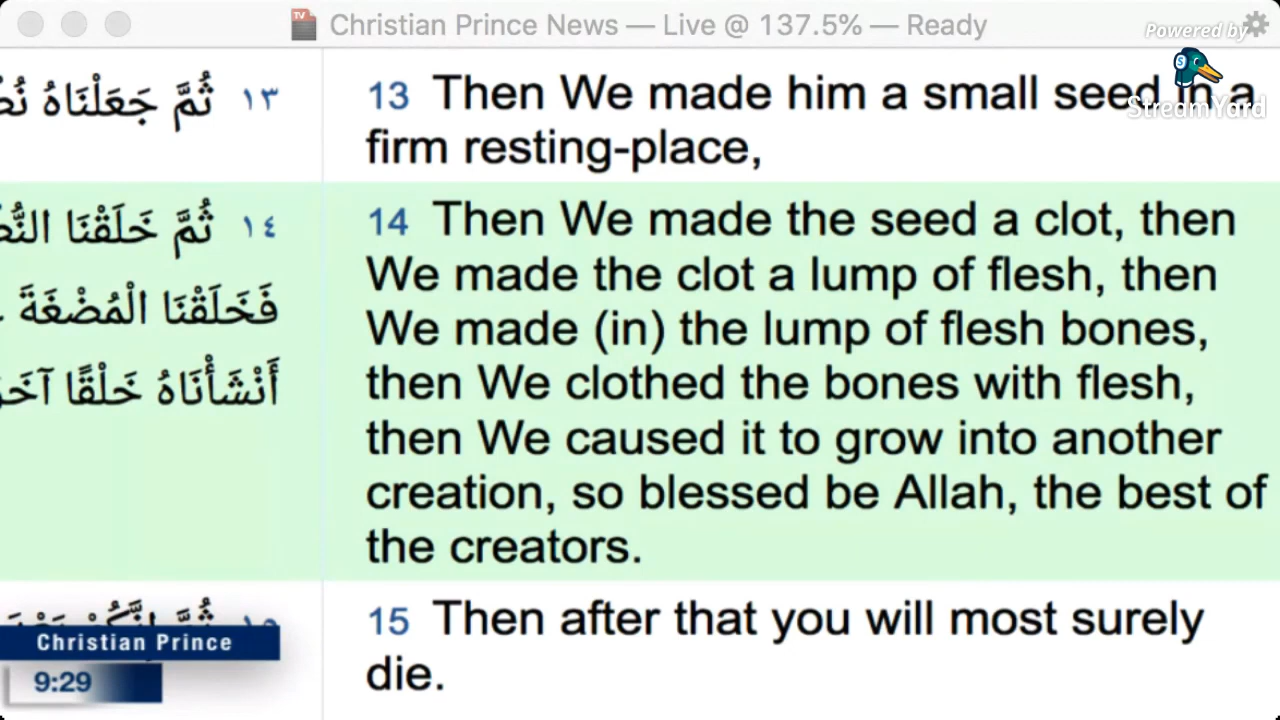 Christian Prince News — Live @ 137.5% — Ready
Powered by
StreamYard
١٣ ثُمَّ جَعَلْنَاهُ
13 Then We made him a small seed in a
firm resting-place,
١٤ ثُمَّ خَلَقْنَا
فَخَلَقْنَا الْمُضْغَةَ
أَنْشَأْنَاهُ خَلْقًا
14 Then We made the seed a clot, then
We made the clot a lump of flesh, then
We made (in) the lump of flesh bones,
then We clothed the bones with flesh,
then We caused it to grow into another
creation, so blessed be Allah, the best of
the creators.
15 Then after that you will most surely
die.
Christian Prince
9:29